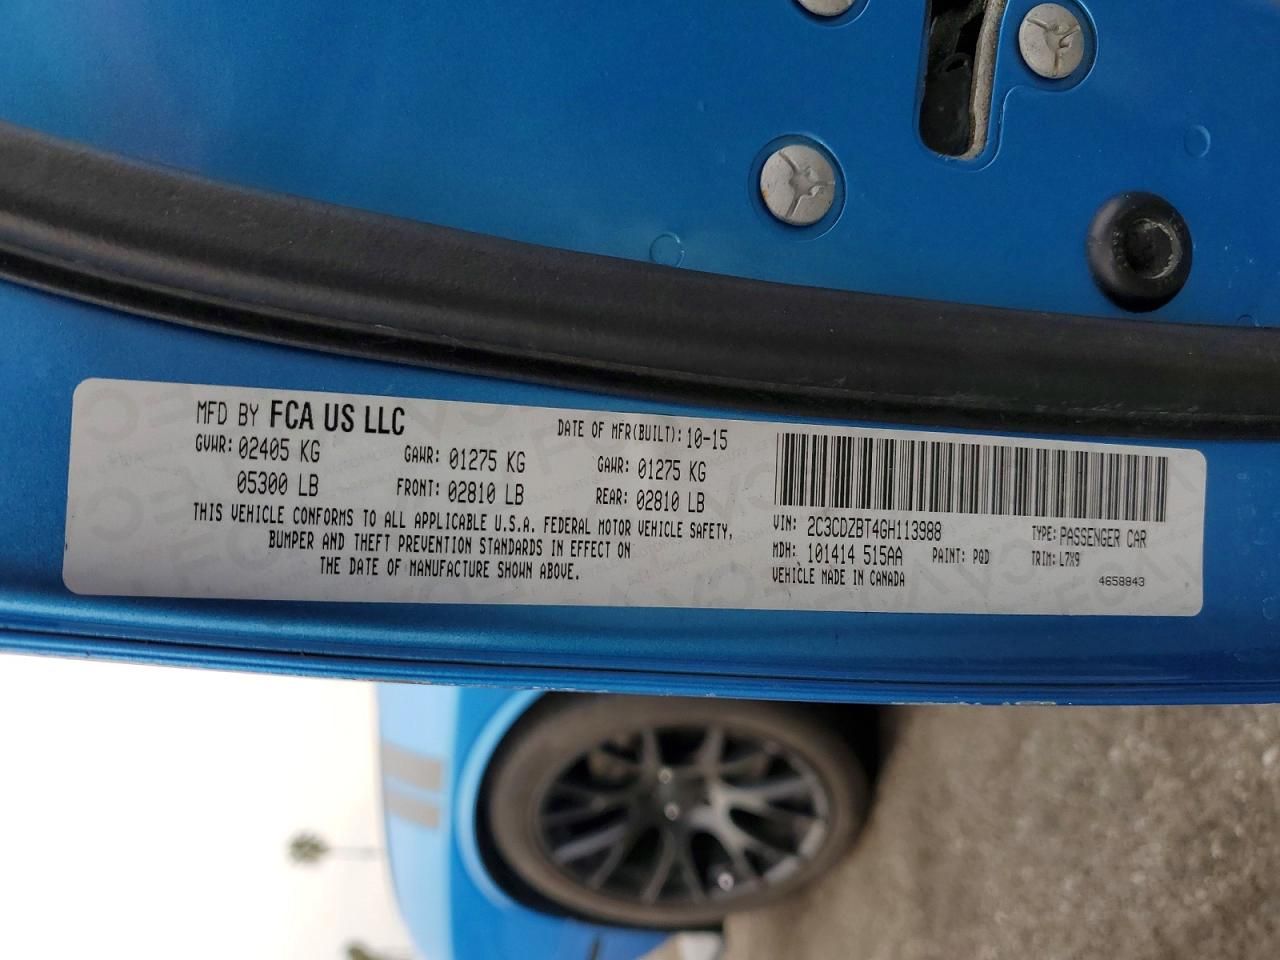 MFD BY FCA US LLC DATE OF MFR(BUILT): 10-15
GVWR: 02405 KG GAWR: 01275 KG GAWR: 01275 KG
05300 LB FRONT: 02810 LB REAR: 02810 LB
THIS VEHICLE CONFORMS TO ALL APPLICABLE U.S.A. FEDERAL MOTOR VEHICLE SAFETY,
BUMPER AND THEFT PREVENTION STANDARDS IN EFFECT ON
THE DATE OF MANUFACTURE SHOWN ABOVE.
VIN: 2C3CDZBT4GH113988 TYPE: PASSENGER CAR
MDH: 101414 515AA PAINT: PQD TRIM: L7X9
VEHICLE MADE IN CANADA 4658843